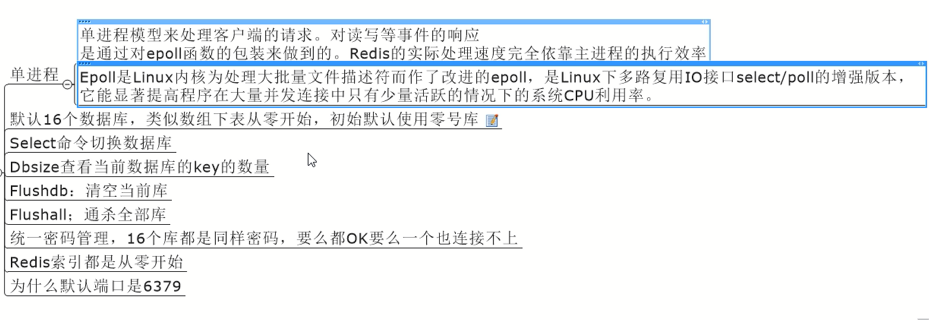 单进程模型来处理客户端的请求。对读写等事件的响应
是通过对epoll函数的包装来做到的。Redis的实际处理速度完全依靠主进程的执行效率
单进程
Epoll是Linux内核为处理大批量文件描述符而作了改进的epoll，是Linux下多路复用IO接口select/poll的增强版本，
它能显著提高程序在大量并发连接中只有少量活跃的情况下的系统CPU利用率。
默认16个数据库，类似数组下表从零开始，初始默认使用零号库
Select命令切换数据库
Dbsize查看当前数据库的key的数量
Flushdb：清空当前库
Flushall；通杀全部库
统一密码管理，16个库都是同样密码，要么都OK要么一个也连接不上
Redis索引都是从零开始
为什么默认端口是6379